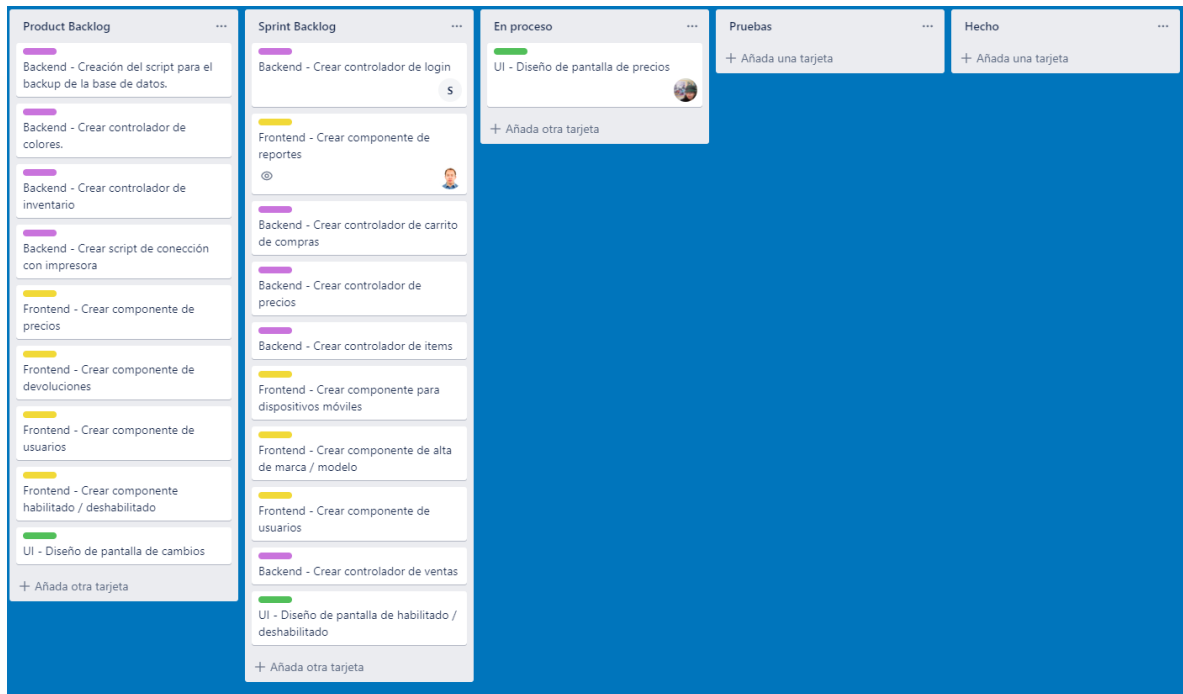 Product Backlog
Backend - Creación del script para el
backup de la base de datos.
Backend - Crear controlador de
colores.
Backend - Crear controlador de
inventario
Backend - Crear script de conección
con impresora
Frontend - Crear componente de
precios
Frontend - Crear componente de
devoluciones
Frontend - Crear componente de
usuarios
Frontend - Crear componente
habilitado / deshabilitado
UI - Diseño de pantalla de cambios
+ Añada otra tarjeta
Sprint Backlog
Backend - Crear controlador de login
S
Frontend - Crear componente de
reportes
Backend - Crear controlador de carrito
de compras
Backend - Crear controlador de
precios
Backend - Crear controlador de items
Frontend - Crear componente para
dispositivos móviles
Frontend - Crear componente de alta
de marca / modelo
Frontend - Crear componente de
usuarios
Backend - Crear controlador de ventas
UI - Diseño de pantalla de habilitado /
deshabilitado
+ Añada otra tarjeta
En proceso
UI - Diseño de pantalla de precios
+ Añada otra tarjeta
Pruebas
+ Añada una tarjeta
Hecho
+ Añada una tarjeta